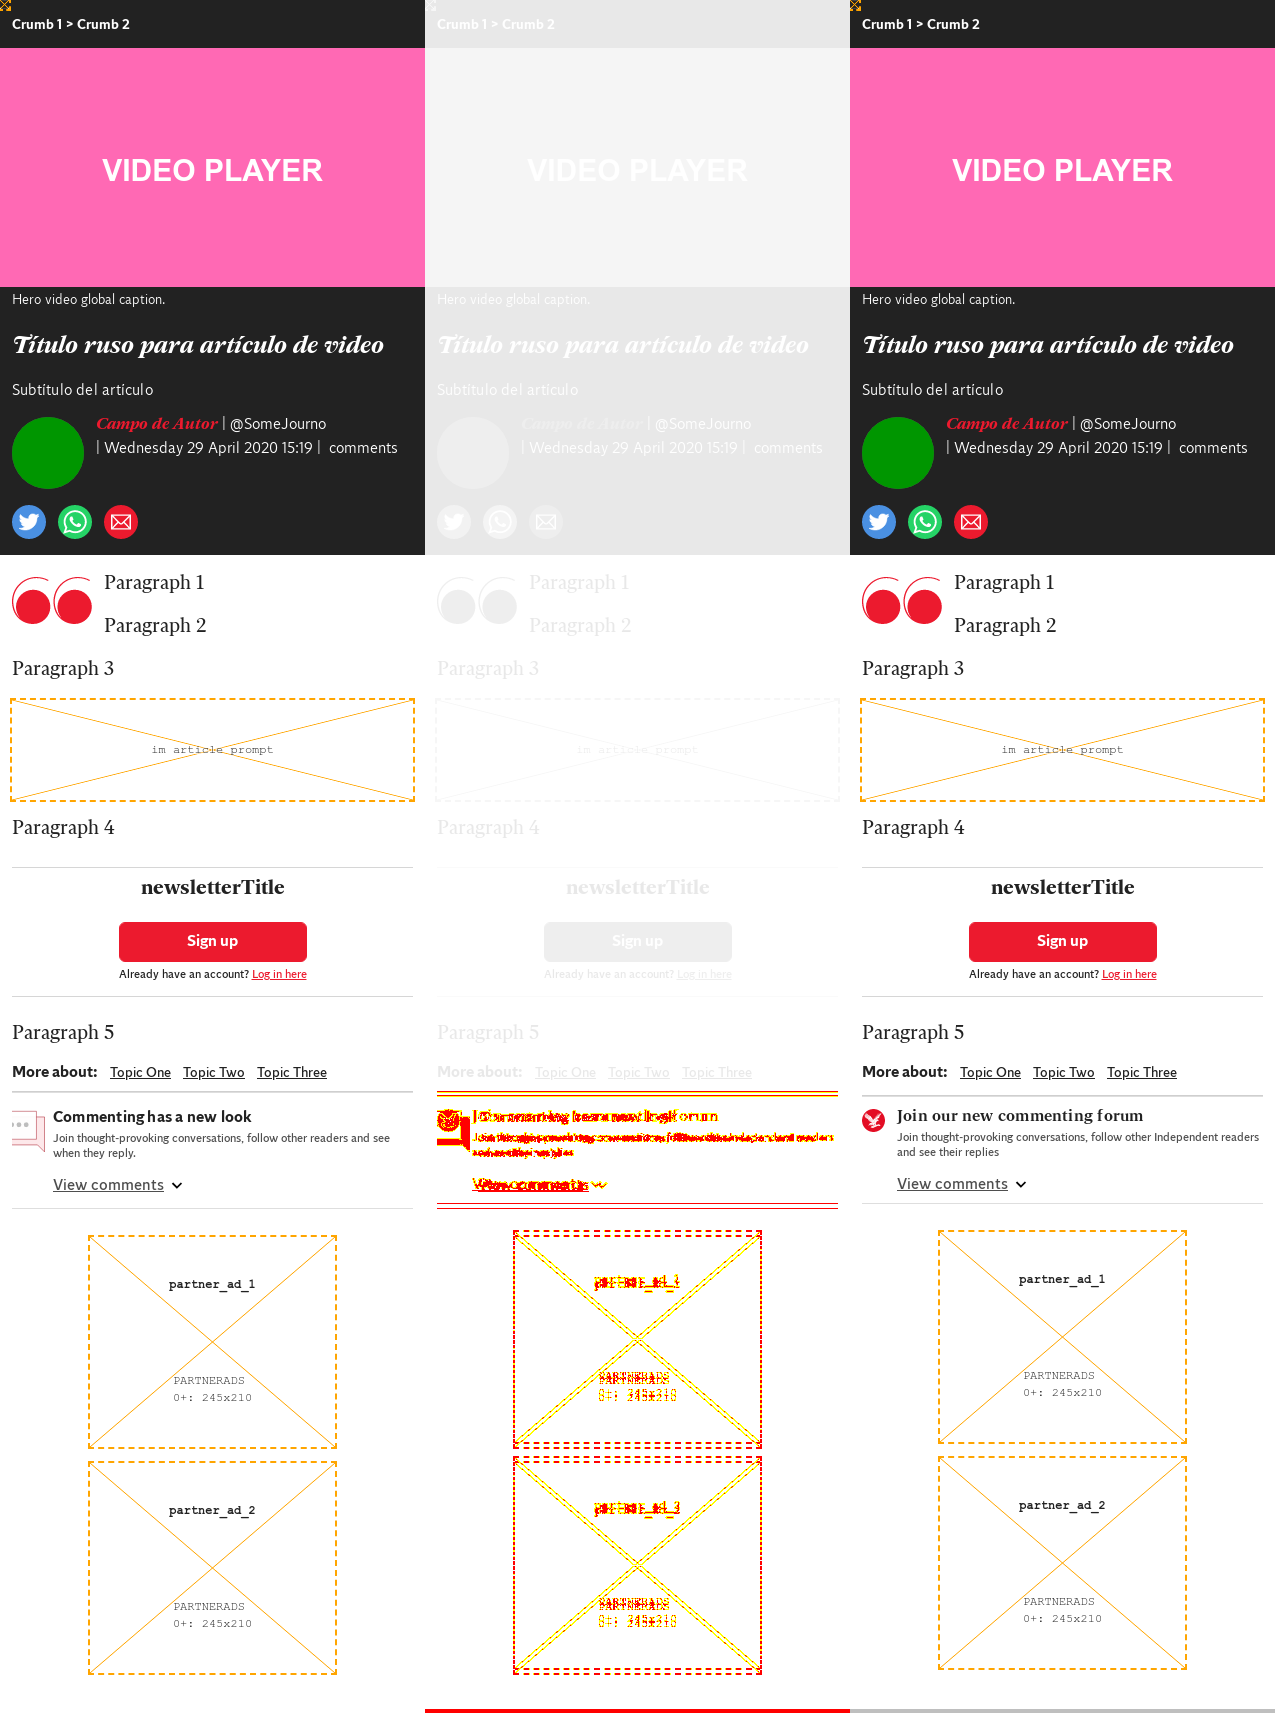 Crumb 1 > Crumb 2
VIDEO PLAYER
Hero video global caption.
Título ruso para artículo de video
Subtítulo del artículo
Campo de Autor | @SomeJourno
| Wednesday 29 April 2020 15:19 | comments
Paragraph 1
Paragraph 2
Paragraph 3
im article prompt
Paragraph 4
newsletterTitle
Sign up
Already have an account? Log in here
Paragraph 5
More about: Topic One Topic Two Topic Three
Commenting has a new look
Join thought-provoking conversations, follow other readers and see
when they reply.
View comments
partner_ad_1
PARTNERADS
0+: 245x210
partner_ad_2
PARTNERADS
0+: 245x210
Crumb 1 > Crumb 2
VIDEO PLAYER
Hero video global caption.
Título ruso para artículo de video
Subtítulo del artículo
Campo de Autor | @SomeJourno
| Wednesday 29 April 2020 15:19 | comments
Paragraph 1
Paragraph 2
Paragraph 3
im article prompt
Paragraph 4
newsletterTitle
Sign up
Already have an account? Log in here
Paragraph 5
More about: Topic One Topic Two Topic Three
Crumb 1 > Crumb 2
VIDEO PLAYER
Hero video global caption.
Título ruso para artículo de video
Subtítulo del artículo
Campo de Autor | @SomeJourno
| Wednesday 29 April 2020 15:19 | comments
Paragraph 1
Paragraph 2
Paragraph 3
im article prompt
Paragraph 4
newsletterTitle
Sign up
Already have an account? Log in here
Paragraph 5
More about: Topic One Topic Two Topic Three
Join our new commenting forum
Join thought-provoking conversations, follow other Independent readers
and see their replies
View comments
partner_ad_1
PARTNERADS
0+: 245x210
partner_ad_2
PARTNERADS
0+: 245x210